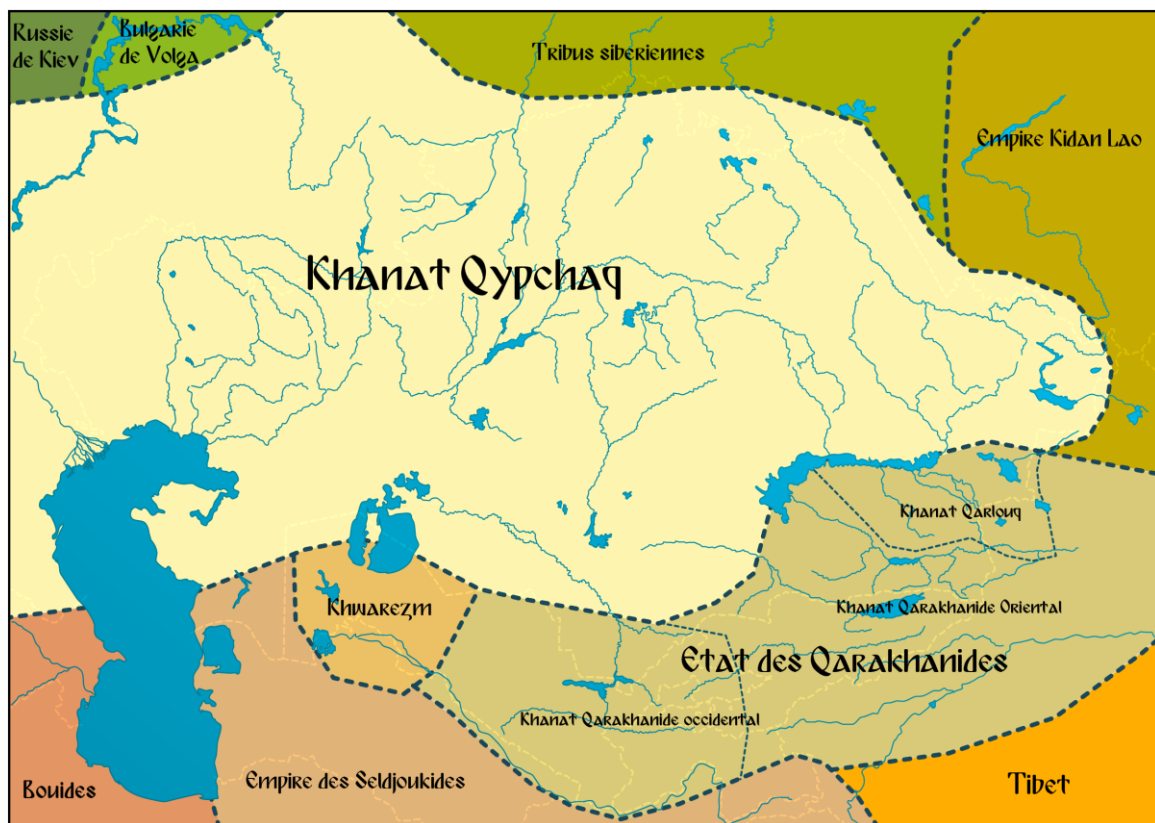 Russie
de Kiev
Bulgarie
de Volga
Tribus siberiennes
Empire Kidan Lao
Khanat Qypchaq
Khanat Qarlouq
Khwarezm
Khanat Qarakhanide Oriental
Etat des Qarakhanides
Khanat Qarakhanide occidental
Bouides
Empire des Seldjoukides
Tibet